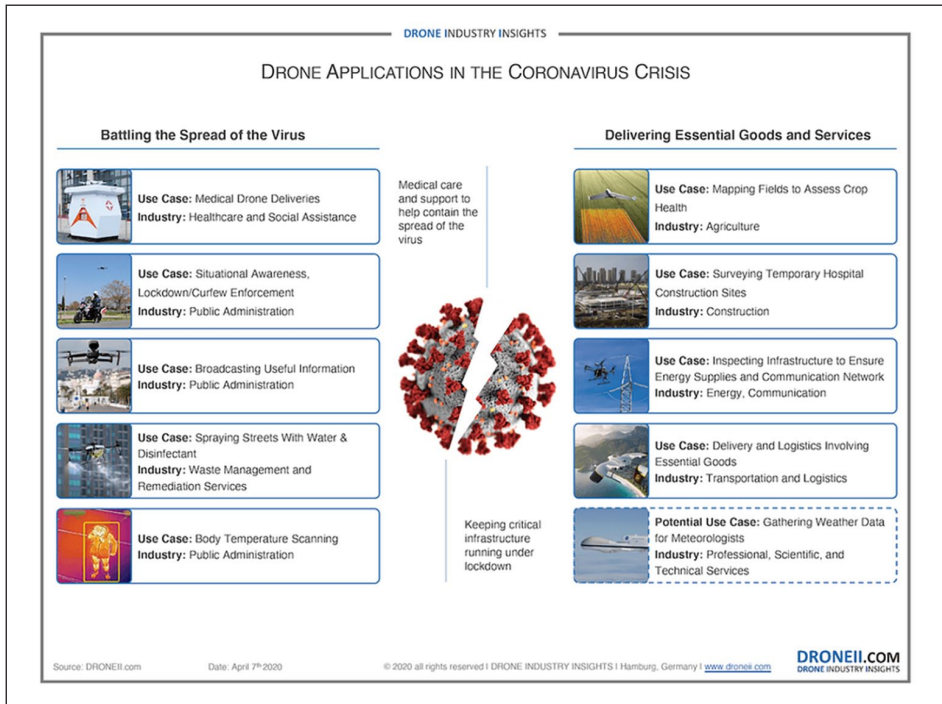 DRONE INDUSTRY INSIGHTS
DRONE APPLICATIONS IN THE CORONAVIRUS CRISIS
Battling the Spread of the Virus
Use Case: Medical Drone Deliveries
Industry: Healthcare and Social Assistance
Use Case: Situational Awareness,
Lockdown/Curfew Enforcement
Industry: Public Administration
Use Case: Broadcasting Useful Information
Industry: Public Administration
Use Case: Spraying Streets With Water &
Disinfectant
Industry: Waste Management and
Remediation Services
Use Case: Body Temperature Scanning
Industry: Public Administration
Medical care
and support to
help contain the
spread of the
virus
Keeping critical
infrastructure
running under
lockdown
Delivering Essential Goods and Services
Use Case: Mapping Fields to Assess Crop
Health
Industry: Agriculture
Use Case: Surveying Temporary Hospital
Construction Sites
Industry: Construction
Use Case: Inspecting Infrastructure to Ensure
Energy Supplies and Communication Network
Industry: Energy, Communication
Use Case: Delivery and Logistics Involving
Essential Goods
Industry: Transportation and Logistics
Potential Use Case: Gathering Weather Data
for Meteorologists
Industry: Professional, Scientific, and
Technical Services
Source: DRONEII.com
Date: April 7th 2020
© 2020 all rights reserved I DRONE INDUSTRY INSIGHTS I Hamburg, Germany I www.droneii.com
DRONEII.COM
DRONE INDUSTRY INSIGHTS